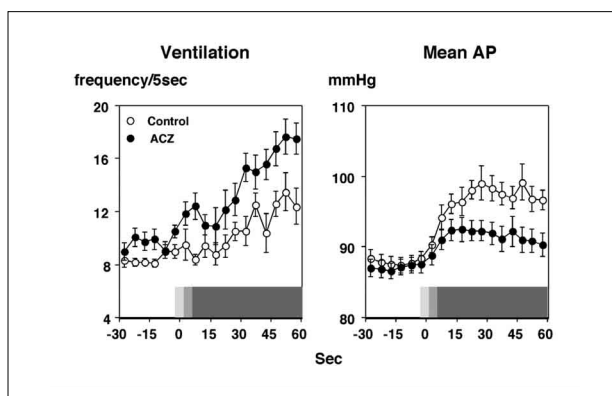 Ventilation
frequency/5sec
20
16
12
8
4
Control
ACZ
-30 -15 0 15 30 45 60
Mean AP
mmHg
110
100
90
80
-30 -15 0 15 30 45 60
Sec